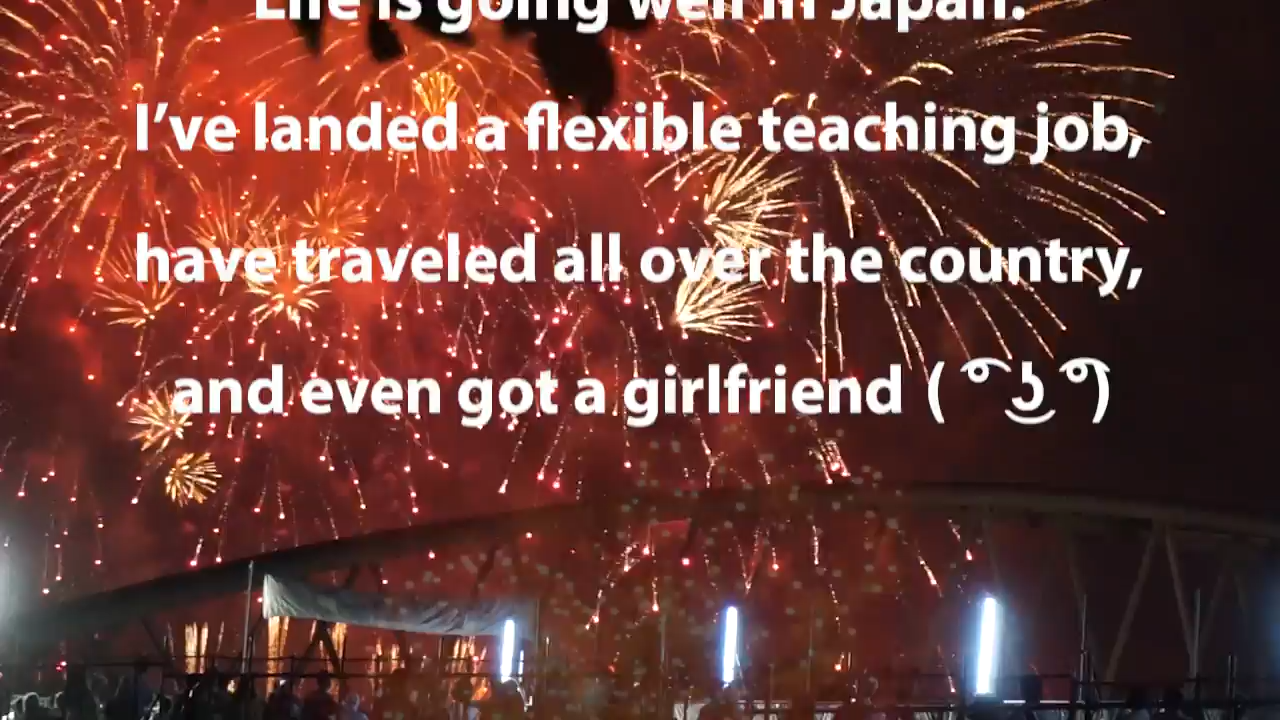 Life is going well in Japan.
I’ve landed a flexible teaching job,
have traveled all over the country,
and even got a girlfriend ( ͡° ͜ʖ ͡°)